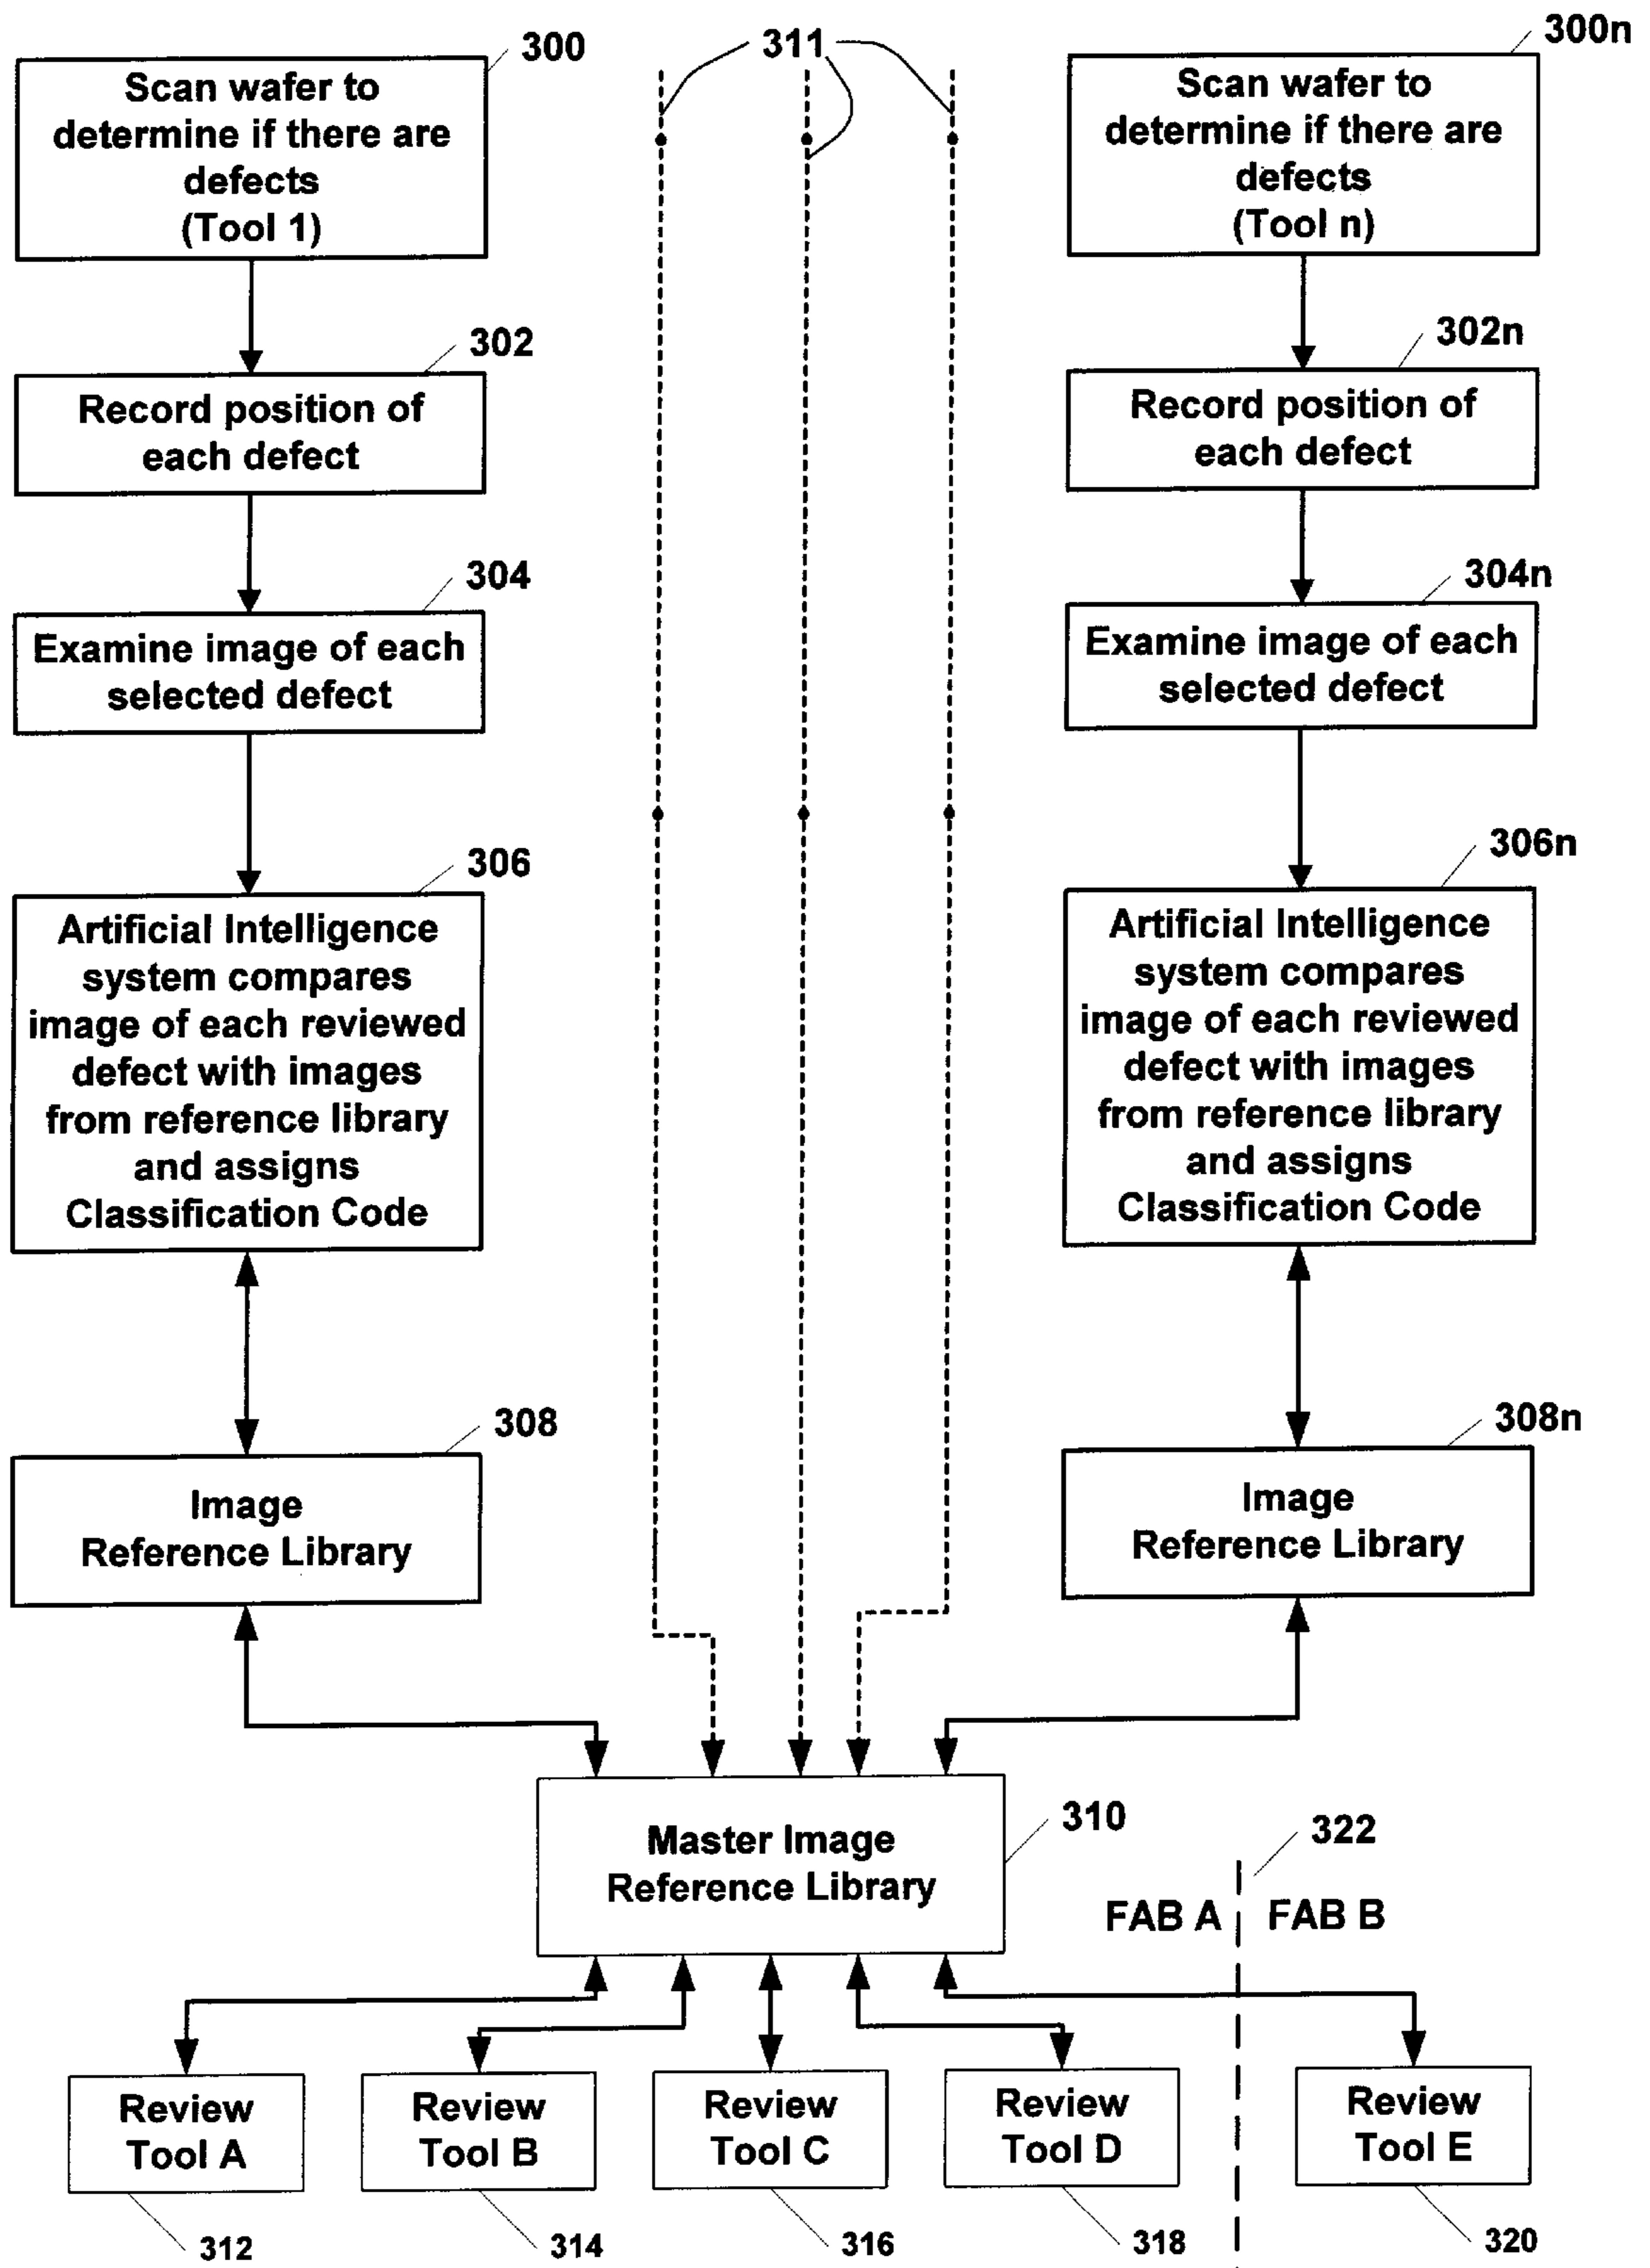 300
Scan wafer to
determine if there are
defects
(Tool 1)
302
Record position of
each defect
304
Examine image of each
selected defect
306
Artificial Intelligence
system compares
image of each reviewed
defect with images
from reference library
and assigns
Classification Code
308
Image
Reference Library
311
300n
Scan wafer to
determine if there are
defects
(Tool n)
302n
Record position of
each defect
304n
Examine image of each
selected defect
306n
Artificial Intelligence
system compares
image of each reviewed
defect with images
from reference library
and assigns
Classification Code
308n
Image
Reference Library
310
Master Image
Reference Library
322
FAB A
FAB B
Review
Tool A
312
Review
Tool B
314
Review
Tool C
316
Review
Tool D
318
Review
Tool E
320